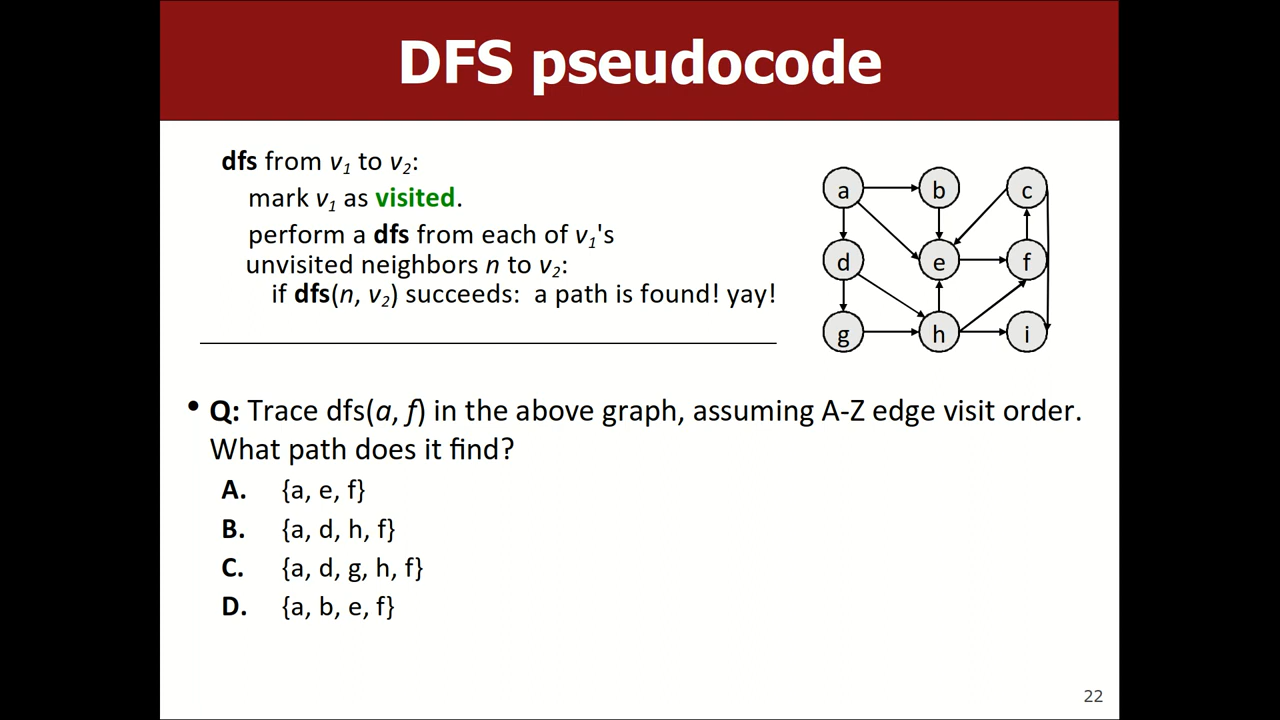 DFS pseudocode
dfs from v1 to v2:
mark v1 as visited.
perform a dfs from each of v1's
unvisited neighbors n to v2:
if dfs(n, v2) succeeds: a path is found! yay!
a b c
d e f
g h i
• Q: Trace dfs(a, f) in the above graph, assuming A-Z edge visit order.
What path does it find?
A. {a, e, f}
B. {a, d, h, f}
C. {a, d, g, h, f}
D. {a, b, e, f}
22